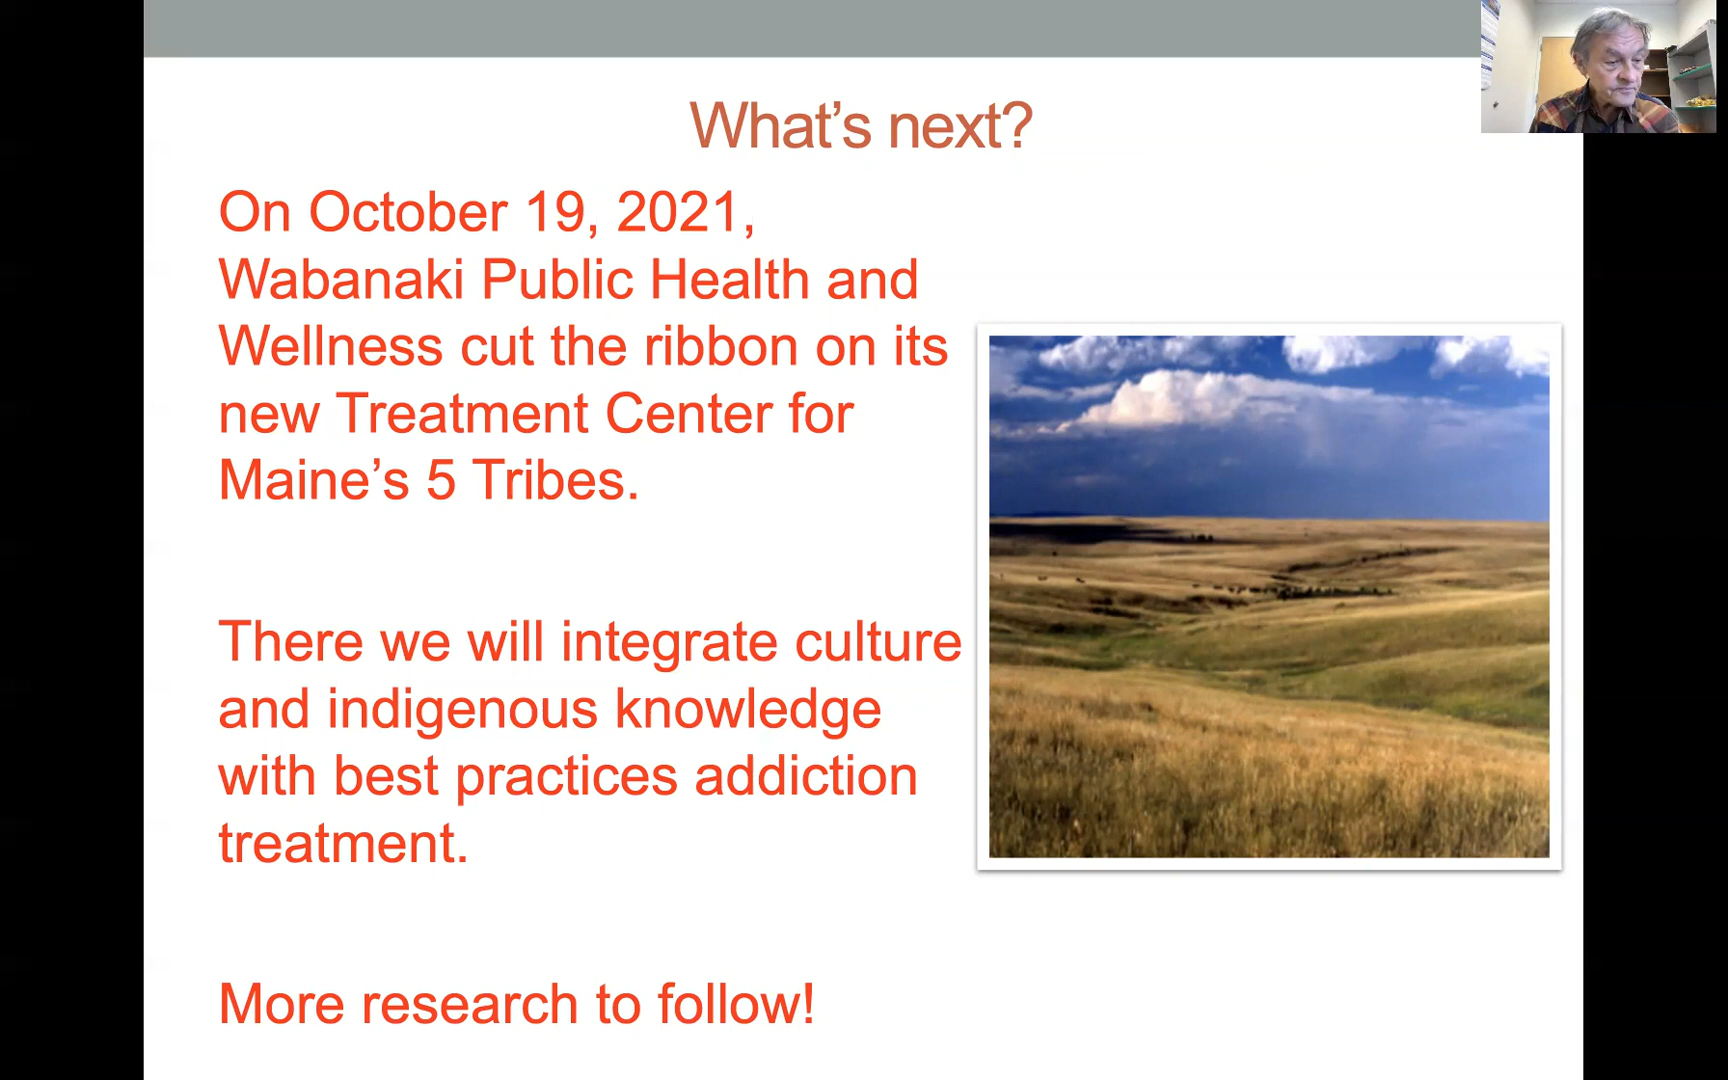 What’s next?
On October 19, 2021,
Wabanaki Public Health and
Wellness cut the ribbon on its
new Treatment Center for
Maine’s 5 Tribes.
There we will integrate culture
and indigenous knowledge
with best practices addiction
treatment.
More research to follow!